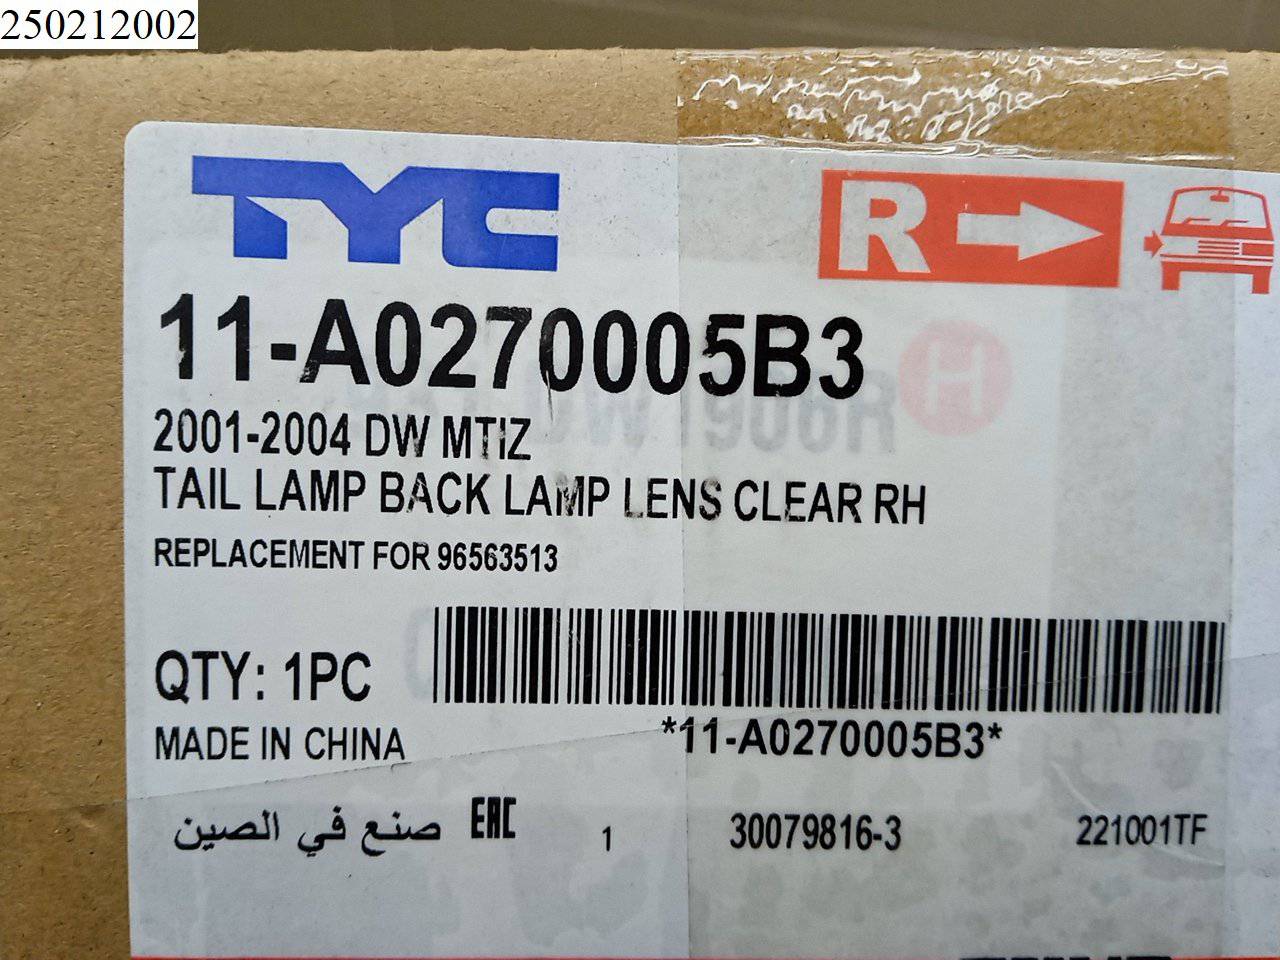 250212002
TYC
R
11-A0270005B3
2001-2004 DW MTIZ
TAIL LAMP BACK LAMP LENS CLEAR RH
REPLACEMENT FOR 96563513
QTY: 1PC
MADE IN CHINA
*11-A0270005B3*
صنع في الصين
EAC
1
30079816-3
221001TF